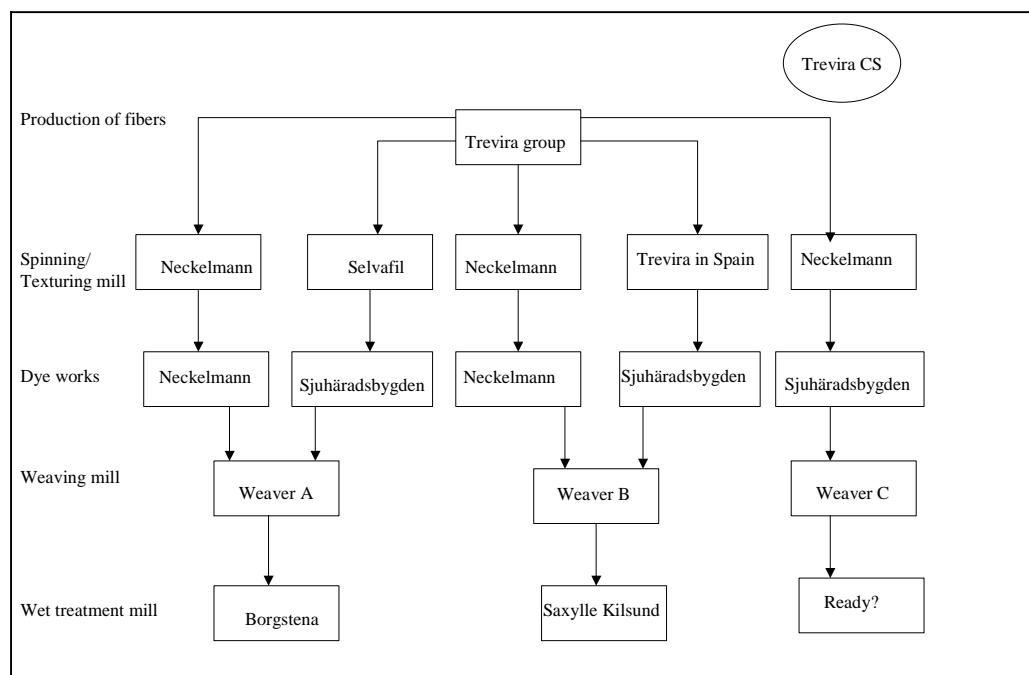 Trevira CS
Production of fibers
Trevira group
Spinning/
Texturing mill
Neckelmann
Selvafil
Neckelmann
Trevira in Spain
Neckelmann
Dye works
Neckelmann
Sjuhäradsbygden
Neckelmann
Sjuhäradsbygden
Sjuhäradsbygden
Weaving mill
Weaver A
Weaver B
Weaver C
Wet treatment mill
Borgstena
Saxylle Kilsund
Ready?